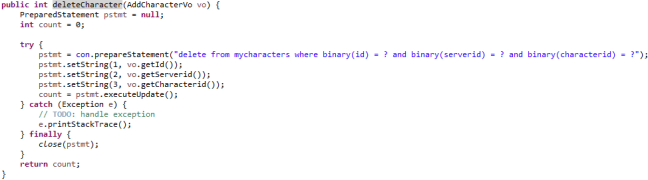 public int deleteCharacter(AddCharacterVo vo) {
PreparedStatement pstmt = null;
int count = 0;
try {
pstmt = con.prepareStatement("delete from mycharacters where binary(id) = ? and binary(serverid) = ? and binary(characterid) = ?");
pstmt.setString(1, vo.getId());
pstmt.setString(2, vo.getServerid());
pstmt.setString(3, vo.getCharacterid());
count = pstmt.executeUpdate();
} catch (Exception e) {
// TODO: handle exception
e.printStackTrace();
} finally {
close(pstmt);
}
return count;
}